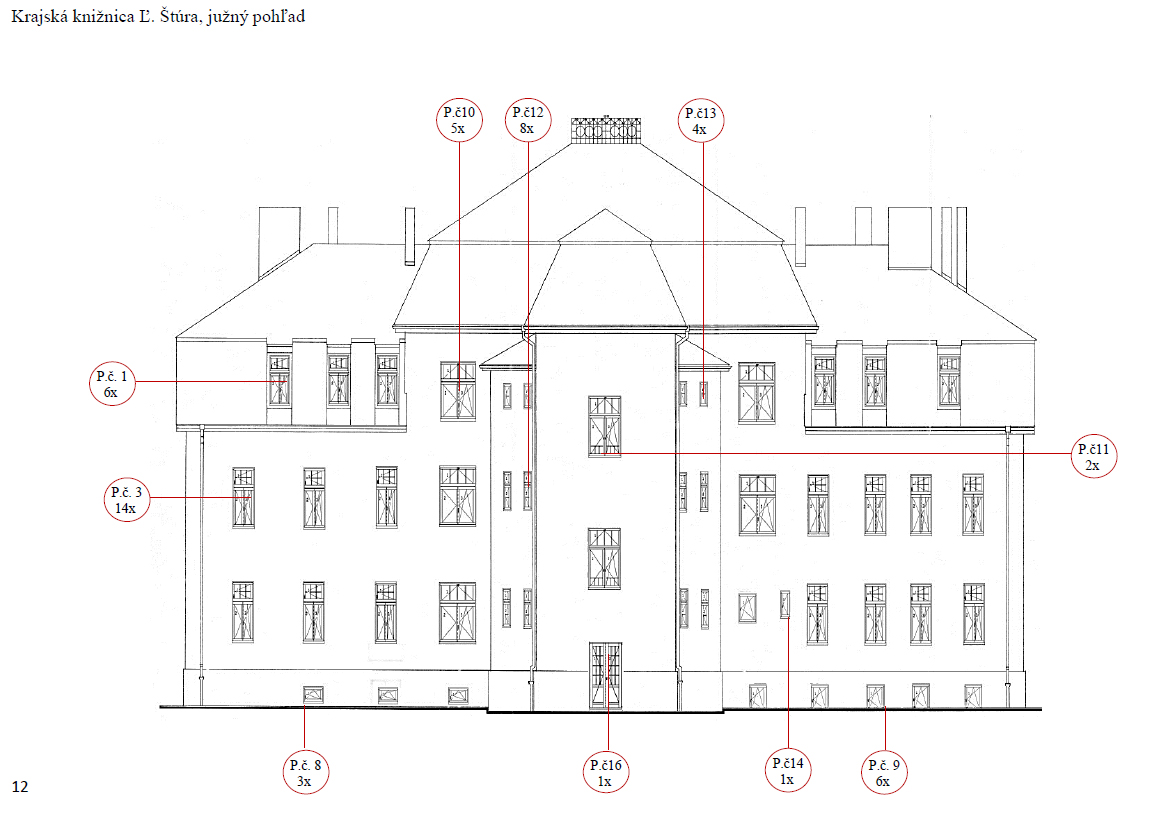 Krajská knižnica Ľ. Štúra, južný pohľad
P.č10
5x
P.č12
8x
P.č13
4x
P.č. 1
6x
P.č11
2x
P.č. 3
14x
P.č. 8
3x
P.č16
1x
P.č14
1x
P.č. 9
6x
12